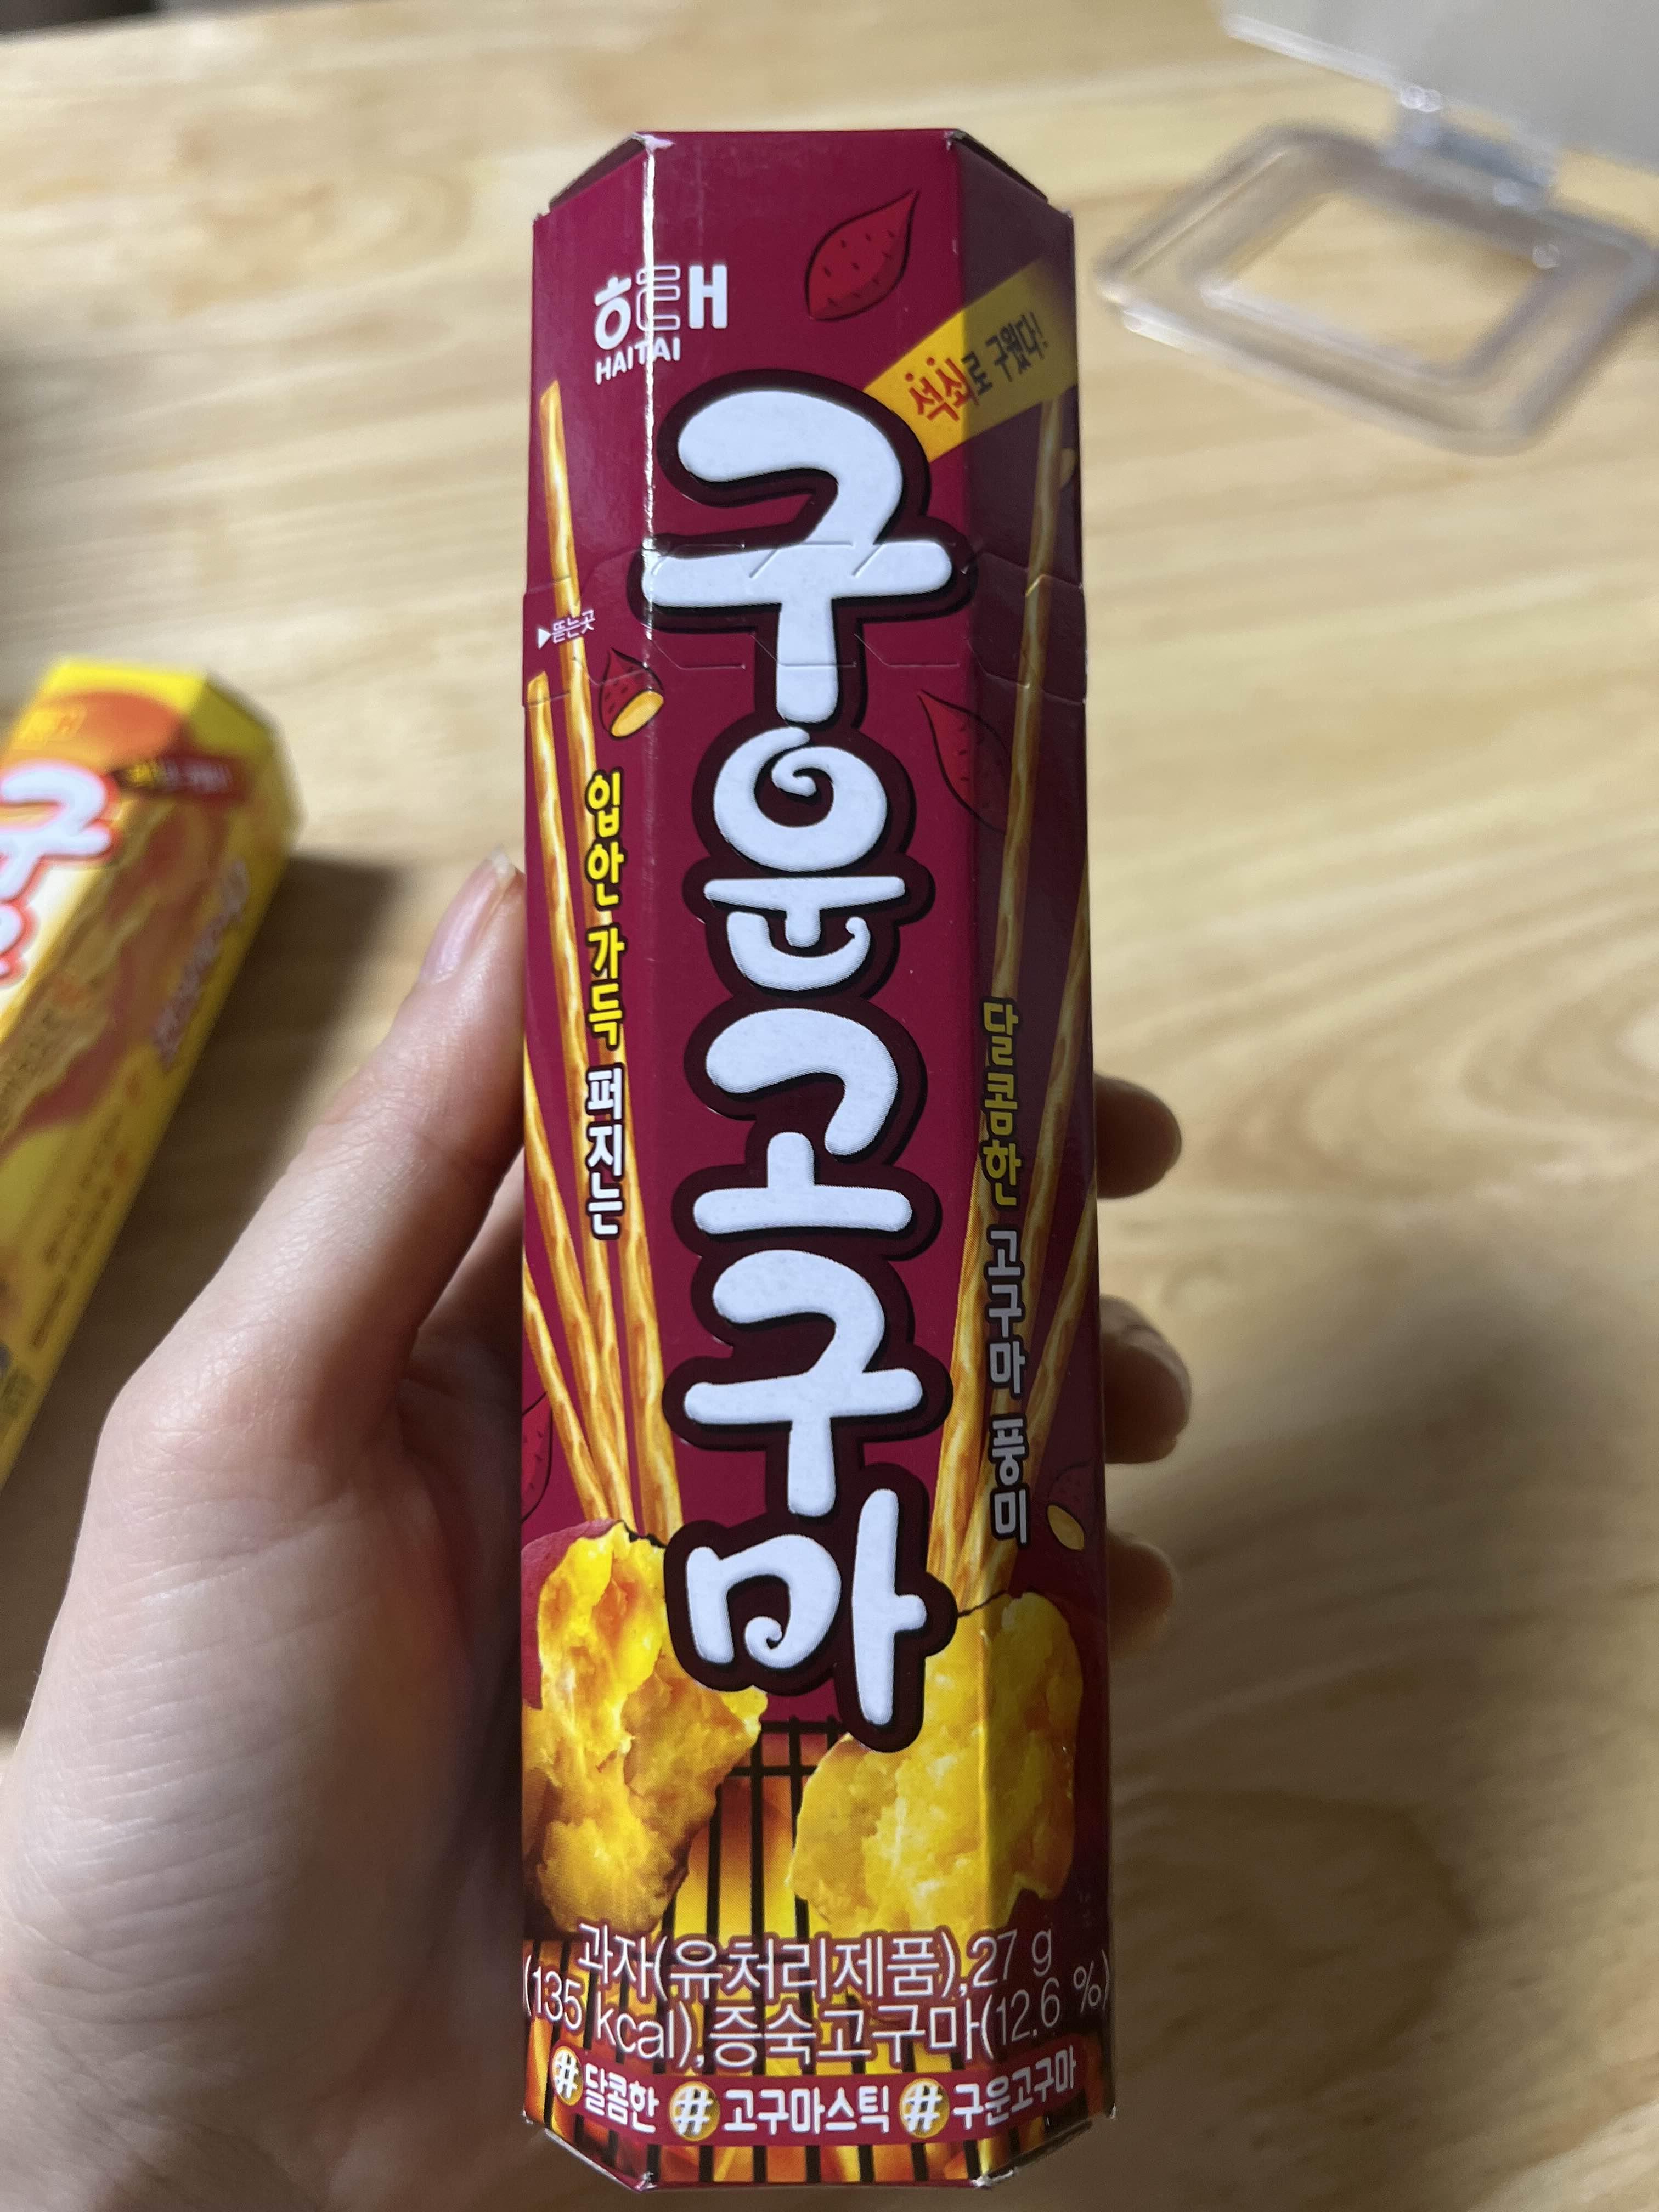 해태
HAITAI
석쇠로 구웠다!
구운고구마
▶뜯는곳
입안 가득 퍼지는
달콤한 고구마 풍미
과자(유처리제품),27 g
(135 kcal),증숙고구마(12.6 %)
#달콤한 #고구마스틱 #구운고구마
구